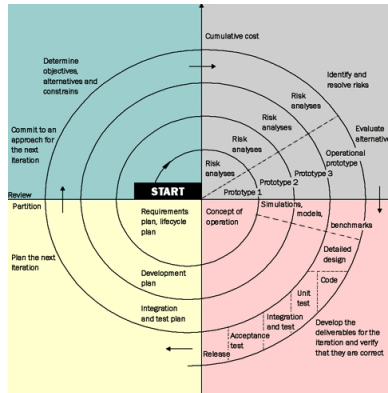 Cumulative cost
Determine
objectives,
alternatives and
constrains
Identify and
resolve risks
Risk
analyses
Risk
analyses
Risk
analyses
Risk
analyses
Commit to an
approach for
the next
iteration
Evaluate
alternative
Operational
prototype
Prototype 3
Prototype 2
Prototype 1
START
Review
Partition
Requirements
plan, lifecycle
plan
Concept of
operation
Simulations,
models,
benchmarks
Plan the next
iteration
Development
plan
Detailed
design
Code
Unit
test
Integration
and test plan
Integration
and test
Acceptance
test
Release
Develop the
deliverables for the
iteration and verify
that they are correct